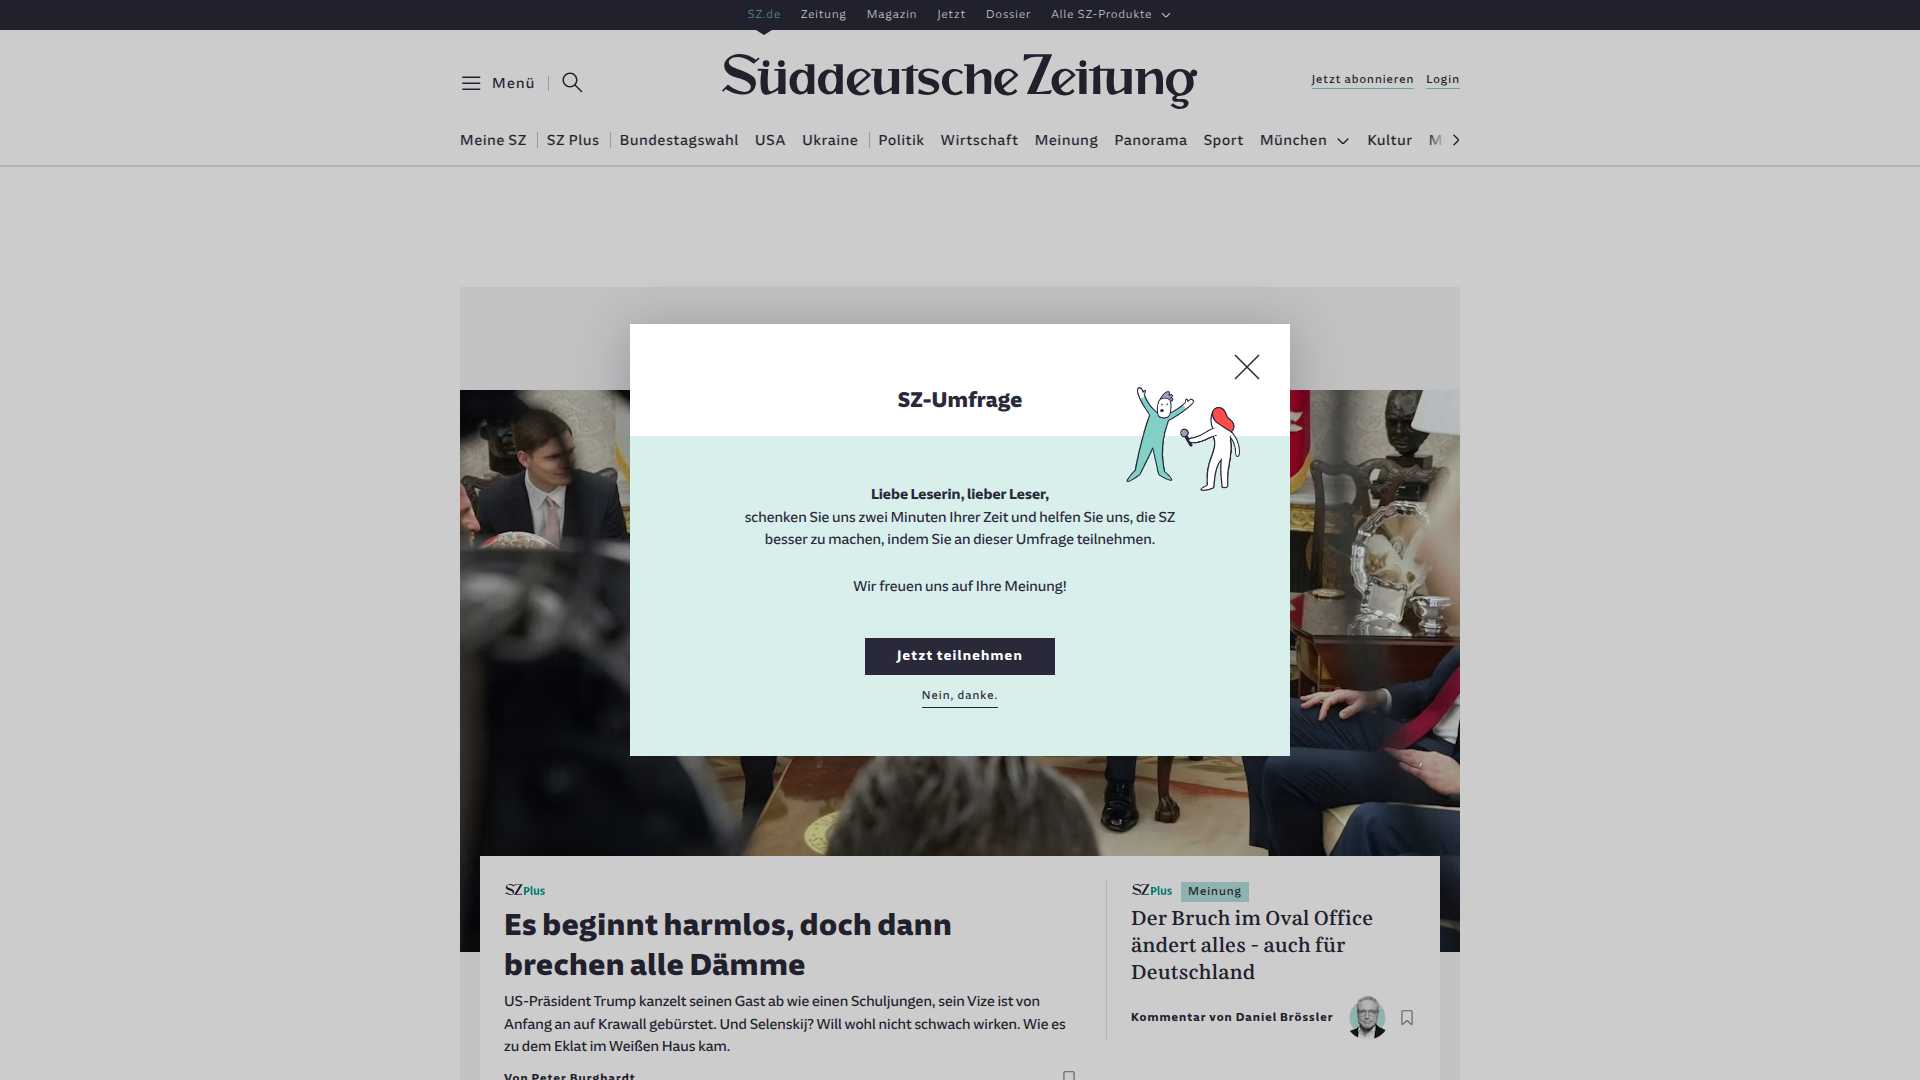 SZ.de Zeitung Magazin Jetzt Dossier Alle SZ-Produkte
Menü
Süddeutsche Zeitung
Jetzt abonnieren Login
Meine SZ SZ Plus Bundestagswahl USA Ukraine Politik Wirtschaft Meinung Panorama Sport München Kultur M
SZ-Umfrage
Liebe Leserin, lieber Leser,
schenken Sie uns zwei Minuten Ihrer Zeit und helfen Sie uns, die SZ
besser zu machen, indem Sie an dieser Umfrage teilnehmen.
Wir freuen uns auf Ihre Meinung!
Jetzt teilnehmen
Nein, danke.
SZ Plus
Es beginnt harmlos, doch dann
brechen alle Dämme
US-Präsident Trump kanzelt seinen Gast ab wie einen Schuljungen, sein Vize ist von
Anfang an auf Krawall gebürstet. Und Selenskij? Will wohl nicht schwach wirken. Wie es
zu dem Eklat im Weißen Haus kam.
Von Peter Burghardt
SZ Plus Meinung
Der Bruch im Oval Office
ändert alles - auch für
Deutschland
Kommentar von Daniel Brössler